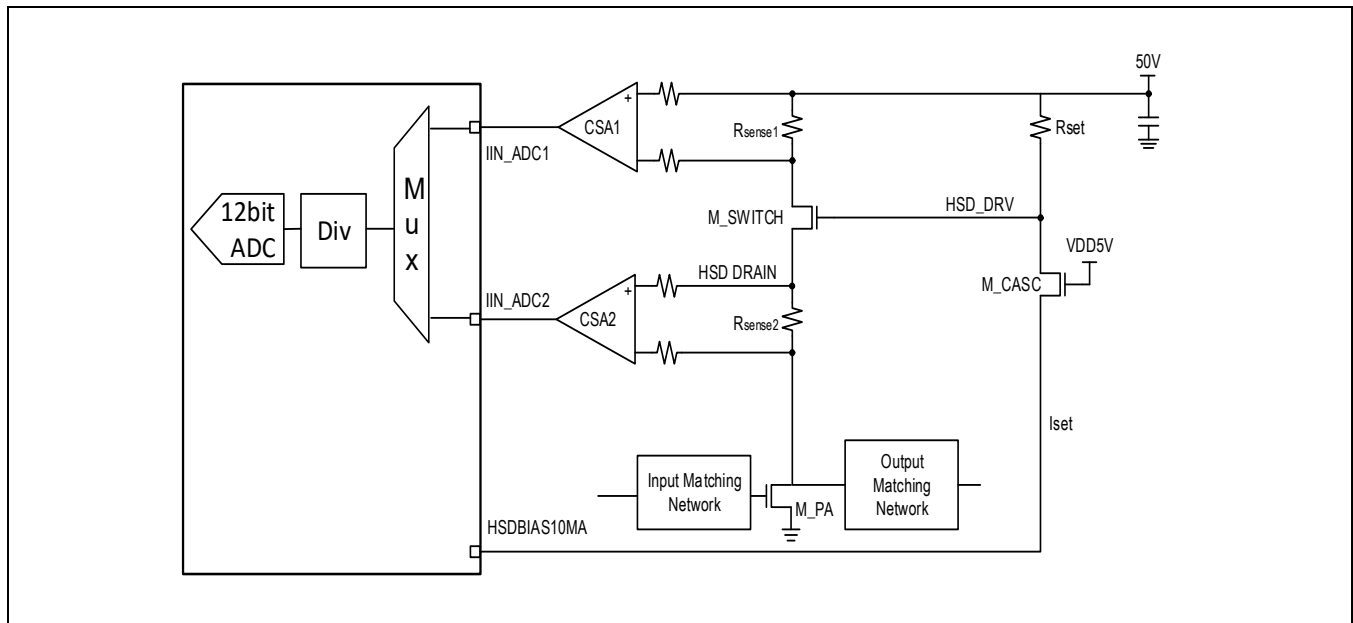 50V
+
CSA1
Rsense1
Rset
IIN_ADC1
Mux
12bit
ADC
Div
M_SWITCH
HSD_DRV
VDD5V
M_CASC
HSD DRAIN
IIN_ADC2
+
CSA2
Rsense2
Iset
Input Matching
Network
M_PA
Output
Matching
Network
HSDBIAS10MA